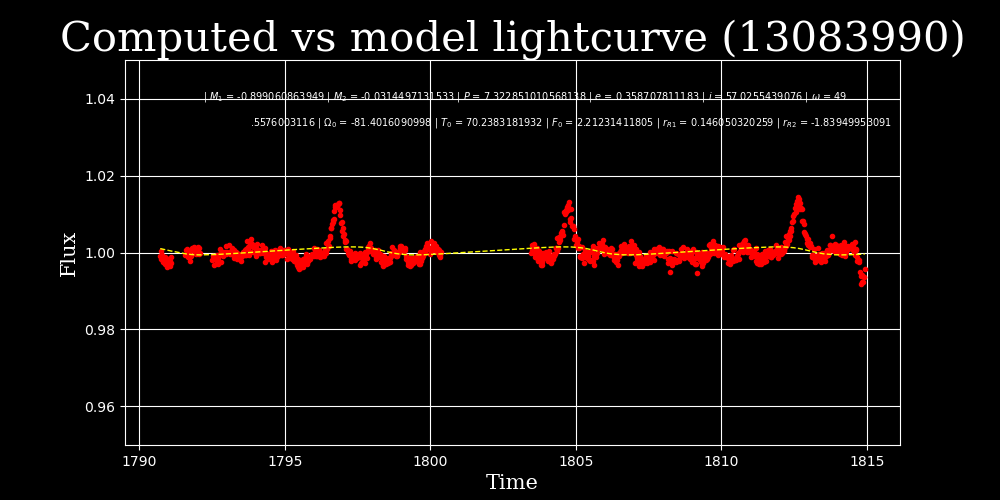 Computed vs model lightcurve (13083990)
| M₁ = -0.899060863949 | M₂ = -0.0314497131533 | P = 7.322851010568138 | e = 0.358707811183 | i = 57.0255439076 | ω = 49
.5576003116 | Ω₀ = -81.4016090998 | T₀ = 70.2383181932 | F₀ = 2.21231411805 | r_R1 = 0.146050320259 | r_R2 = -1.83949953091
Flux
1.04
1.02
1.00
0.98
0.96
1790 1795 1800 1805 1810 1815
Time